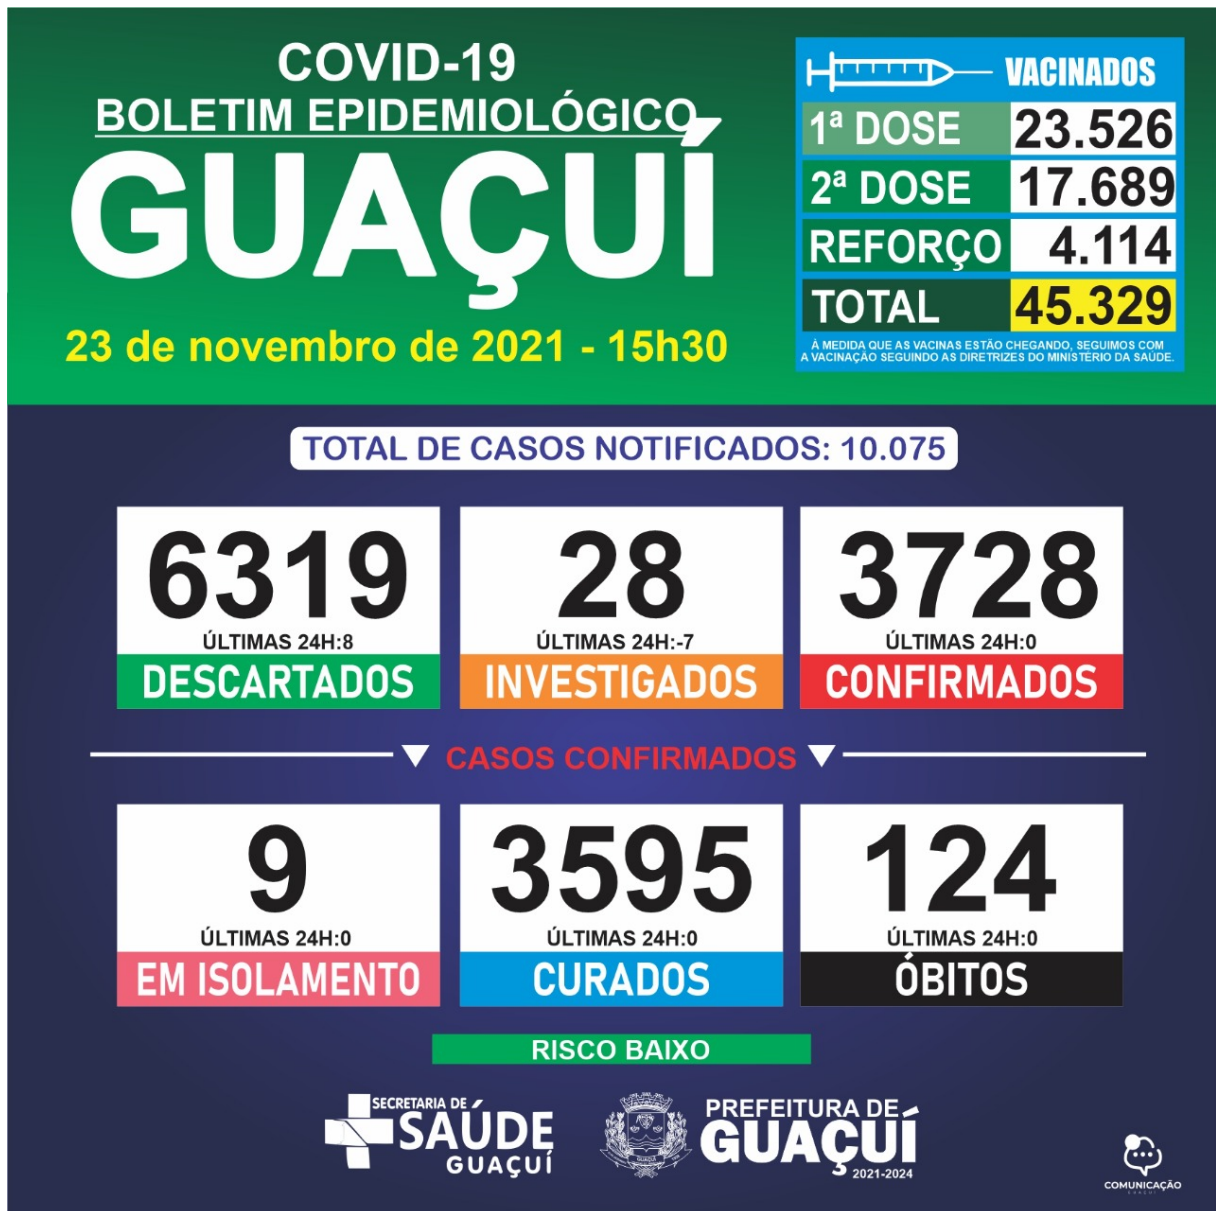 COVID-19
BOLETIM EPIDEMIOLÓGICO
GUAÇUÍ
23 de novembro de 2021 - 15h30
VACINADOS
1ª DOSE 23.526
2ª DOSE 17.689
REFORÇO 4.114
TOTAL 45.329
À MEDIDA QUE AS VACINAS ESTÃO CHEGANDO, SEGUIMOS COM
A VACINAÇÃO SEGUINDO AS DIRETRIZES DO MINISTÉRIO DA SAÚDE.
TOTAL DE CASOS NOTIFICADOS: 10.075
6319
ÚLTIMAS 24H:8
DESCARTADOS
28
ÚLTIMAS 24H:-7
INVESTIGADOS
3728
ÚLTIMAS 24H:0
CONFIRMADOS
CASOS CONFIRMADOS
9
ÚLTIMAS 24H:0
EM ISOLAMENTO
3595
ÚLTIMAS 24H:0
CURADOS
124
ÚLTIMAS 24H:0
ÓBITOS
RISCO BAIXO
SECRETARIA DE
SAÚDE
GUAÇUÍ
PREFEITURA DE
GUAÇUÍ
2021-2024
COMUNICAÇÃO
GUAÇUÍ